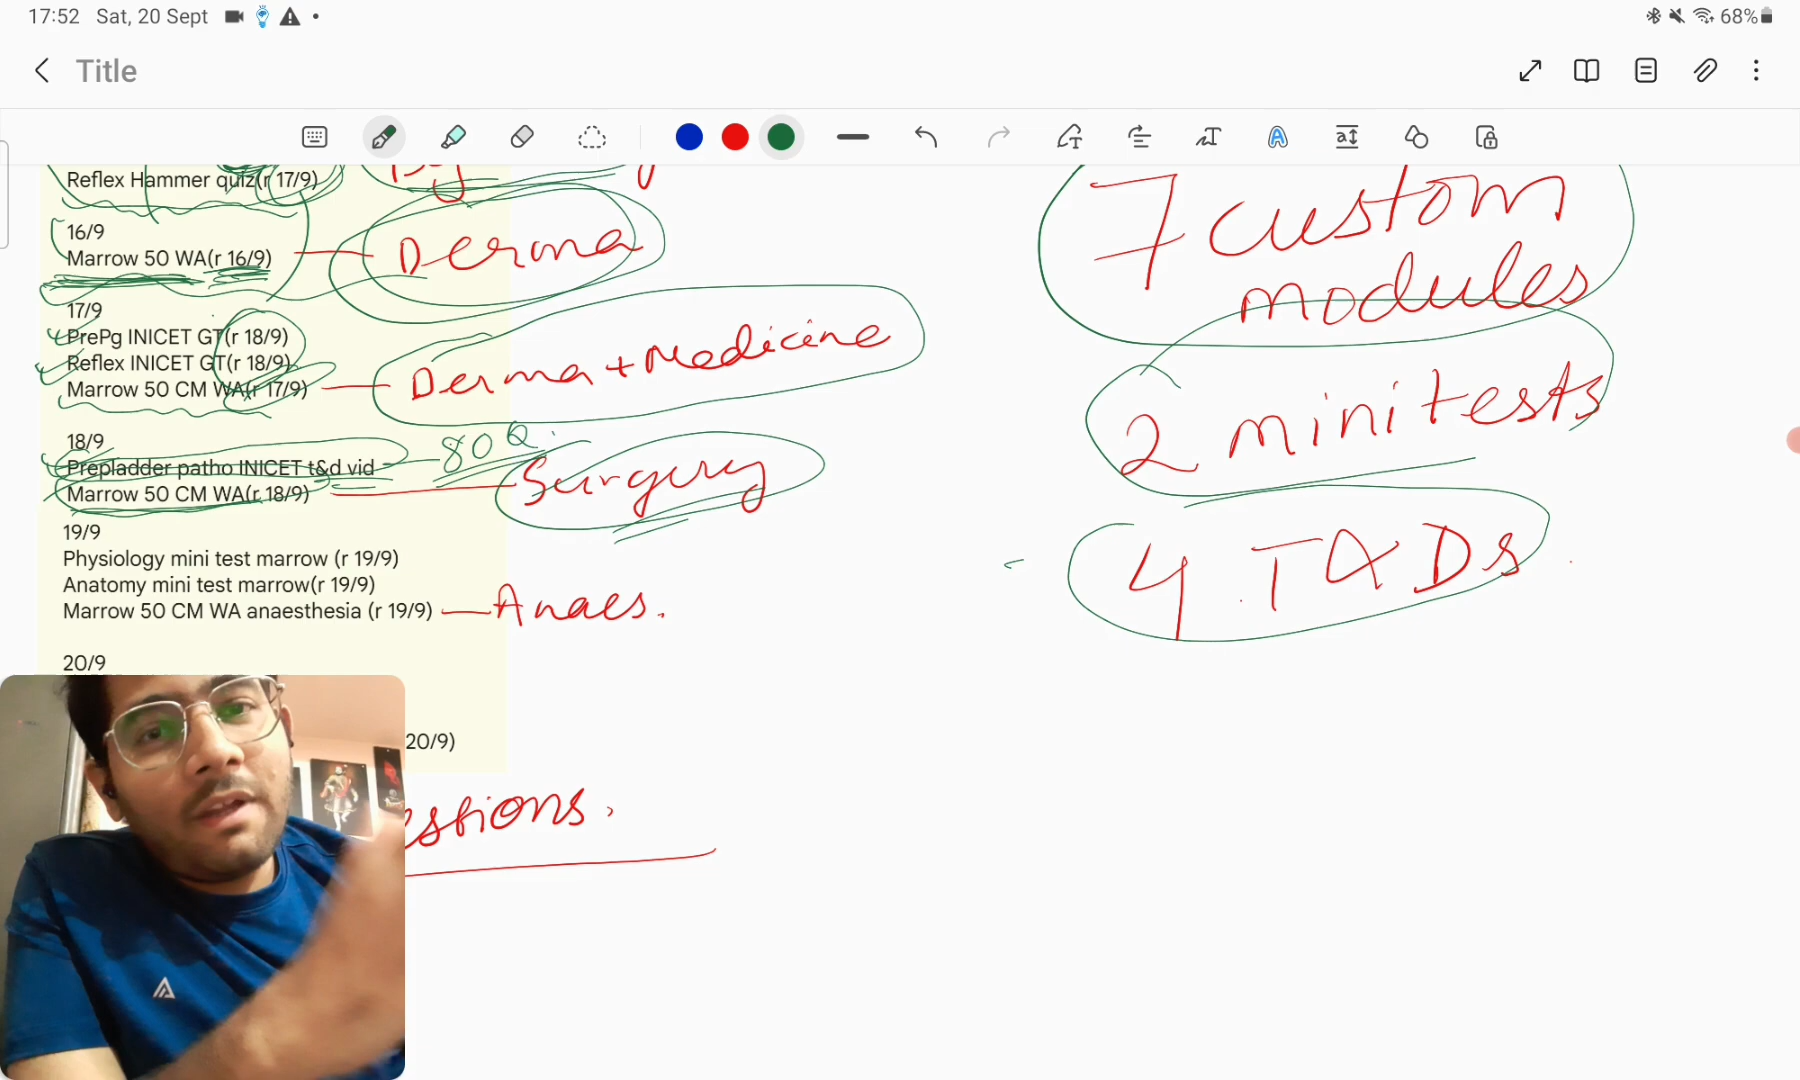 17:52 Sat, 20 Sept
68%
Title
Reflex Hammer quiz(r 17/9)
16/9
Marrow 50 WA(r 16/9)
Derma
17/9
PrePg INICET GT(r 18/9)
Reflex INICET GT(r 18/9)
Marrow 50 CM WA(r 17/9)
Derma + Medicine
18/9
Prepladder patho INICET t&d vid
80 Q.
Marrow 50 CM WA(r 18/9)
Surgery
19/9
Physiology mini test marrow (r 19/9)
Anatomy mini test marrow(r 19/9)
Marrow 50 CM WA anaesthesia (r 19/9)
Anaes.
20/9
20/9)
estions.
7 custom
modules
2 minitests
4 T&Ds